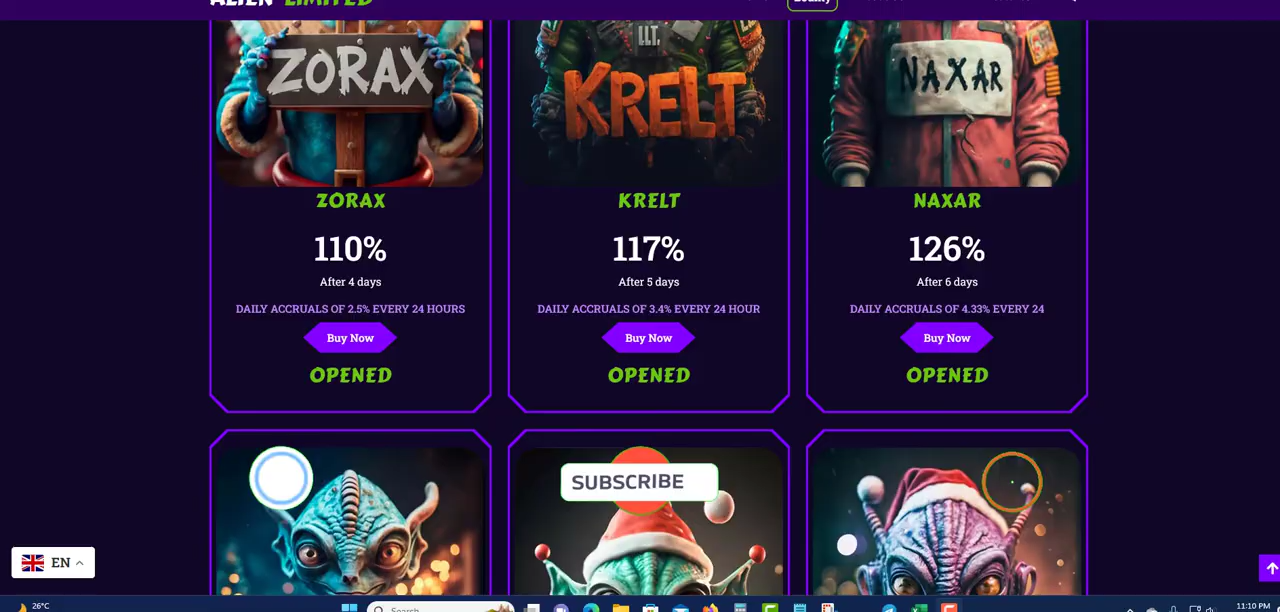 ALIEN LIMITED
ZORAX
LLT.
KRELT
NAXAR
ZORAX
KRELT
NAXAR
110%
117%
126%
After 4 days
After 5 days
After 6 days
DAILY ACCRUALS OF 2.5% EVERY 24 HOURS
DAILY ACCRUALS OF 3.4% EVERY 24 HOUR
DAILY ACCRUALS OF 4.33% EVERY 24
Buy Now
Buy Now
Buy Now
OPENED
OPENED
OPENED
SUBSCRIBE
EN
26°C
Search
11:10 PM